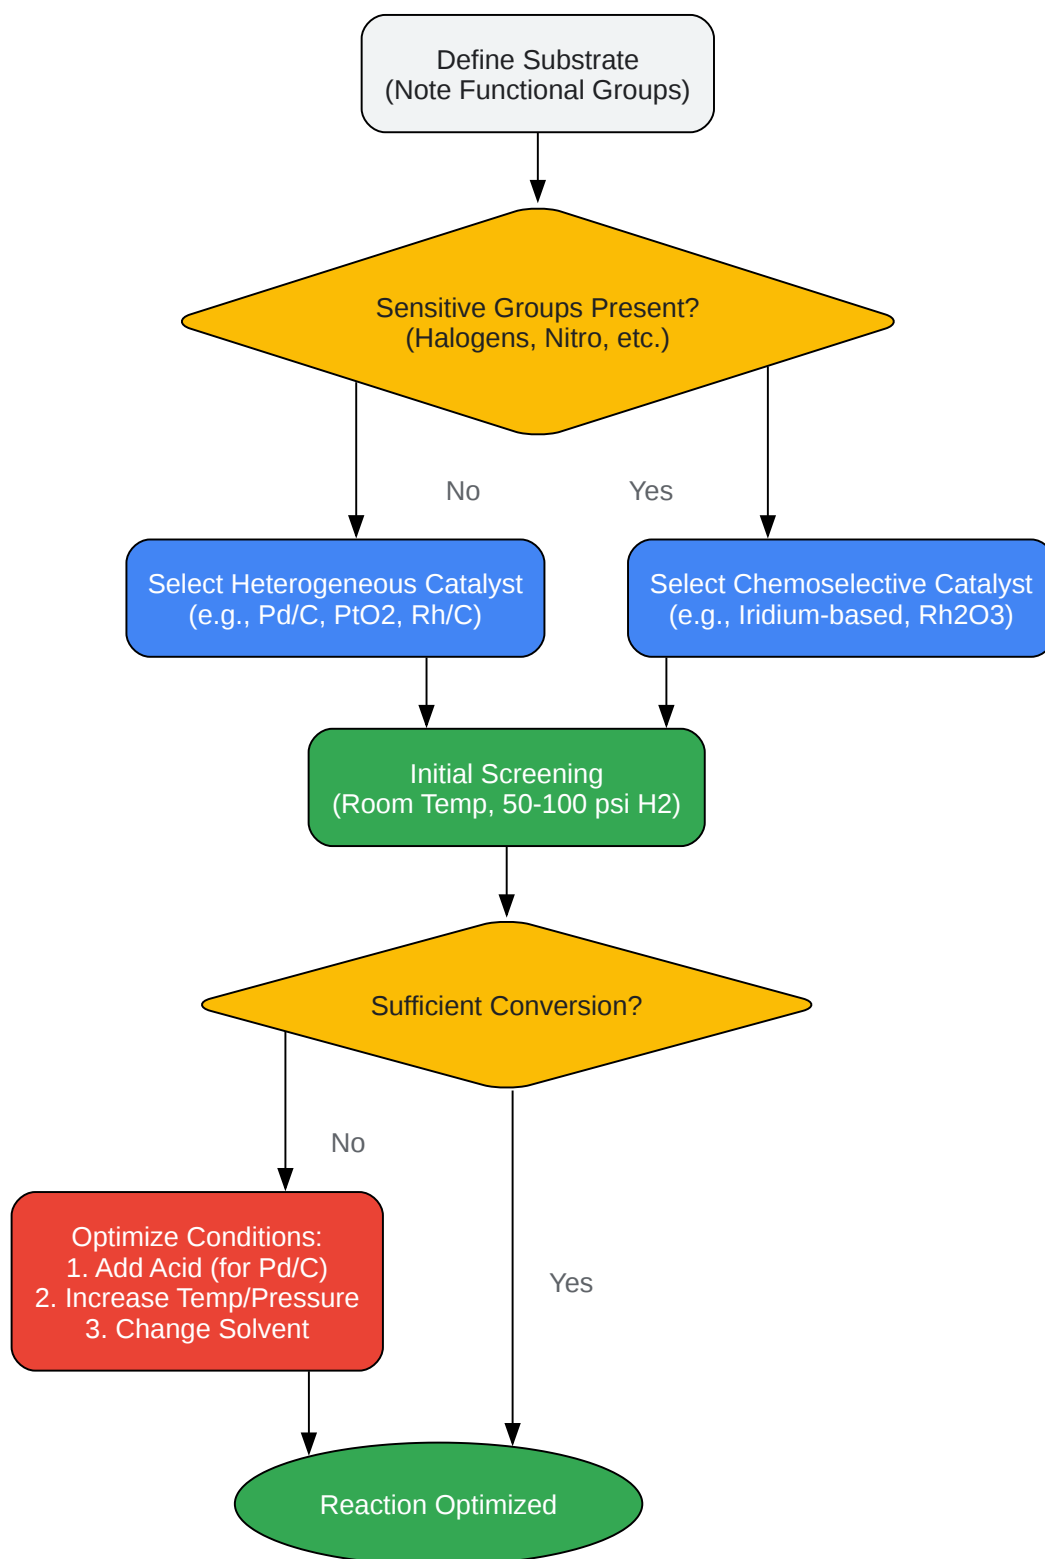 Define Substrate
(Note Functional Groups)
Sensitive Groups Present?
(Halogens, Nitro, etc.)
No
Yes
Select Heterogeneous Catalyst
(e.g., Pd/C, PtO2, Rh/C)
Select Chemoselective Catalyst
(e.g., Iridium-based, Rh2O3)
Initial Screening
(Room Temp, 50-100 psi H2)
Sufficient Conversion?
No
Optimize Conditions:
1. Add Acid (for Pd/C)
2. Increase Temp/Pressure
3. Change Solvent
Yes
Reaction Optimized